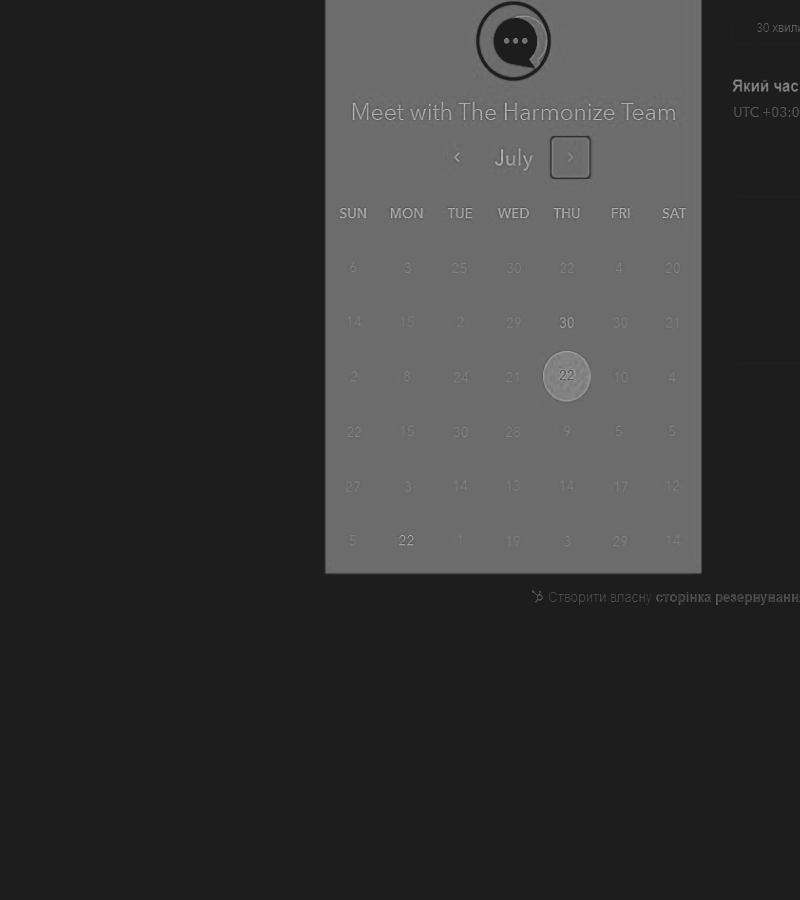 30 хвили
Meet with The Harmonize Team
Який час
UTC +03:0
July
SUN MON TUE WED THU FRI SAT
6 3 25 30 22 4 20
14 15 2 29 30 30 21
2 8 24 21 22 10 4
22 15 30 28 9 5 5
27 3 14 13 14 17 12
5 22 1 19 3 29 14
Створити власну сторінка резервування